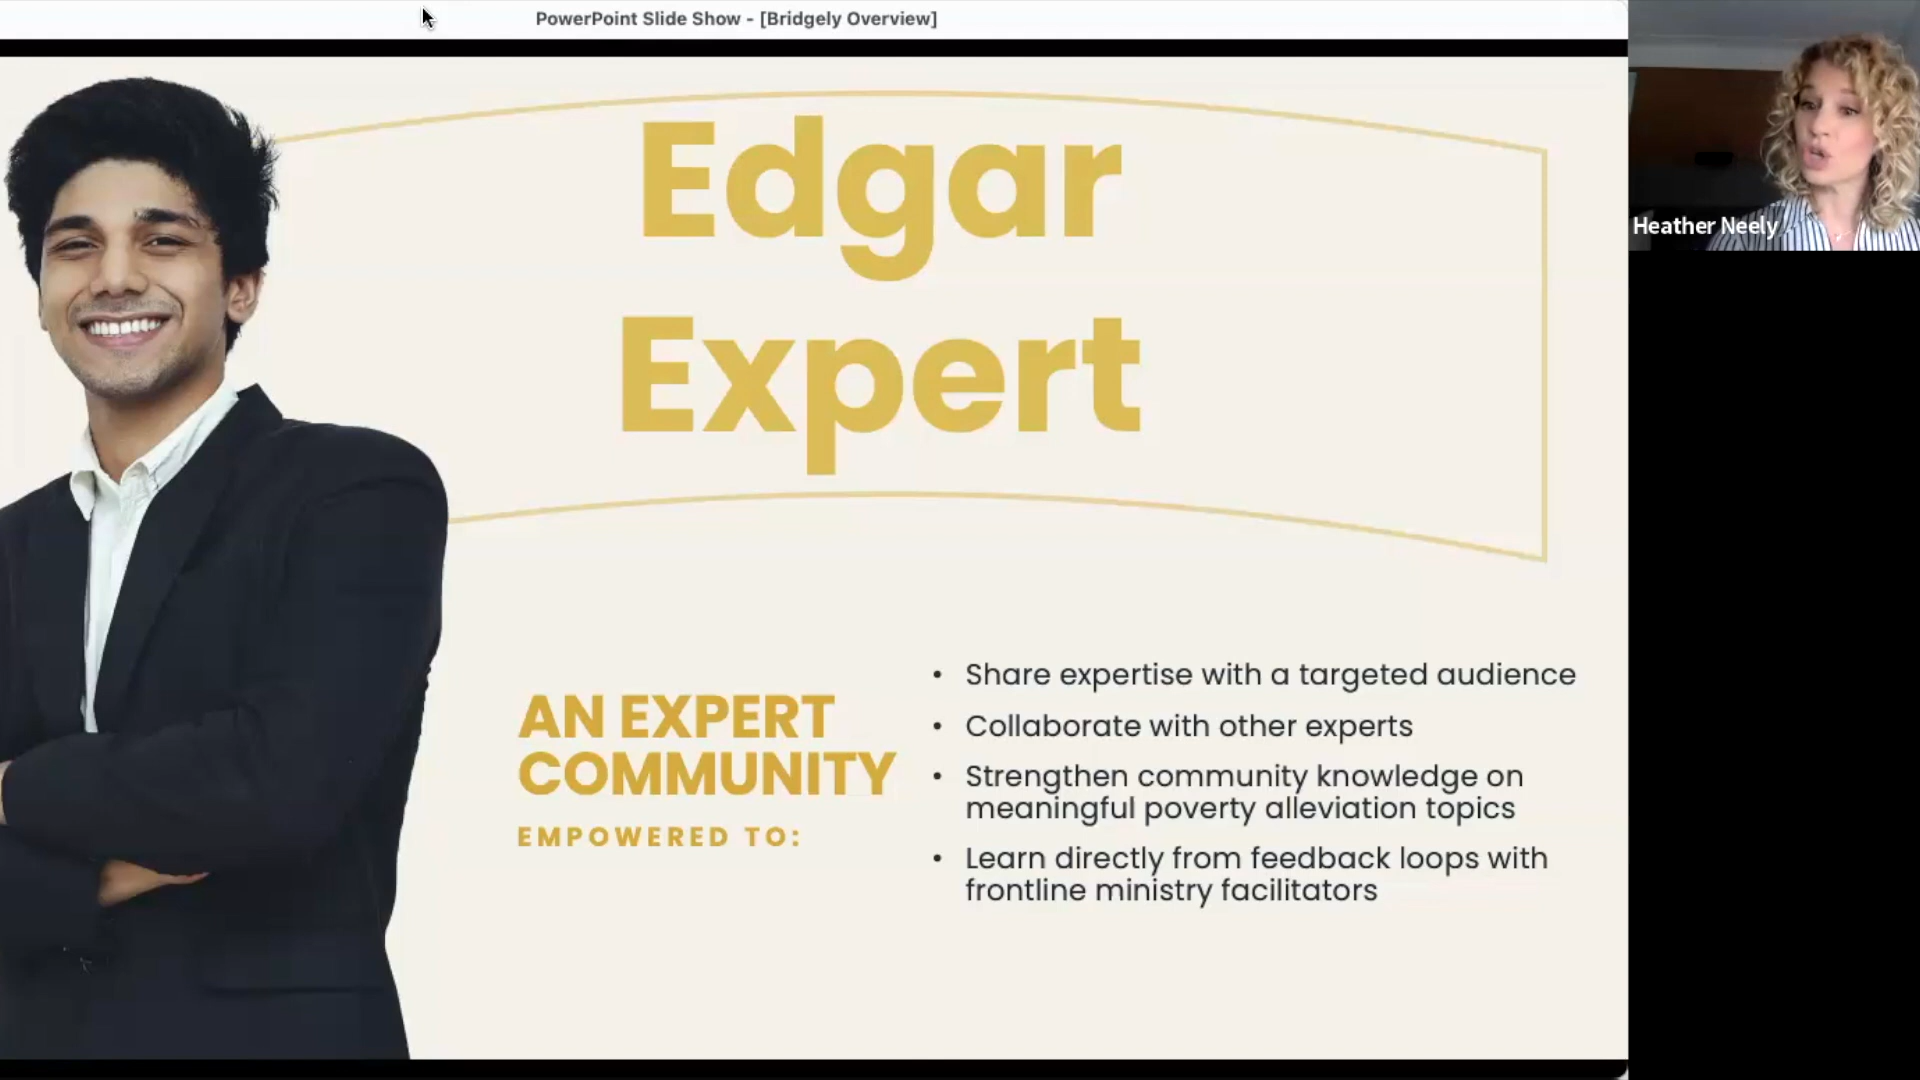 PowerPoint Slide Show - [Bridgely Overview]
Heather Neely
Edgar
Expert
AN EXPERT
COMMUNITY
EMPOWERED TO:
• Share expertise with a targeted audience
• Collaborate with other experts
• Strengthen community knowledge on
meaningful poverty alleviation topics
• Learn directly from feedback loops with
frontline ministry facilitators